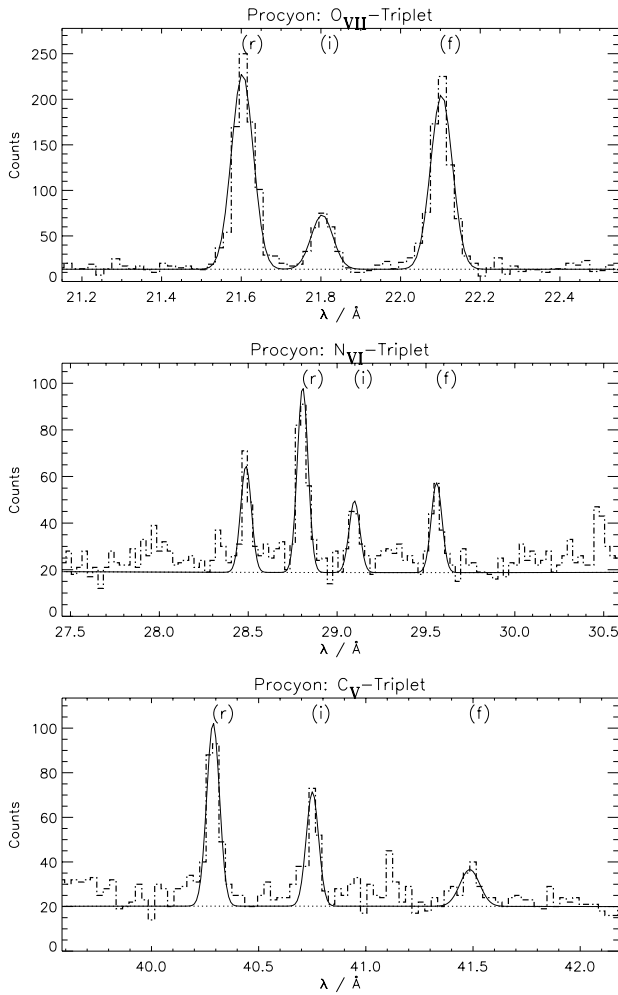 Procyon: OVII-Triplet
(r) (i) (f)
250
200
150
100
50
0
Counts
21.2 21.4 21.6 21.8 22.0 22.2 22.4
λ / Å
Procyon: NVI-Triplet
(r) (i) (f)
100
80
60
40
20
0
Counts
27.5 28.0 28.5 29.0 29.5 30.0 30.5
λ / Å
Procyon: CV-Triplet
(r) (i) (f)
100
80
60
40
20
0
Counts
40.0 40.5 41.0 41.5 42.0
λ / Å